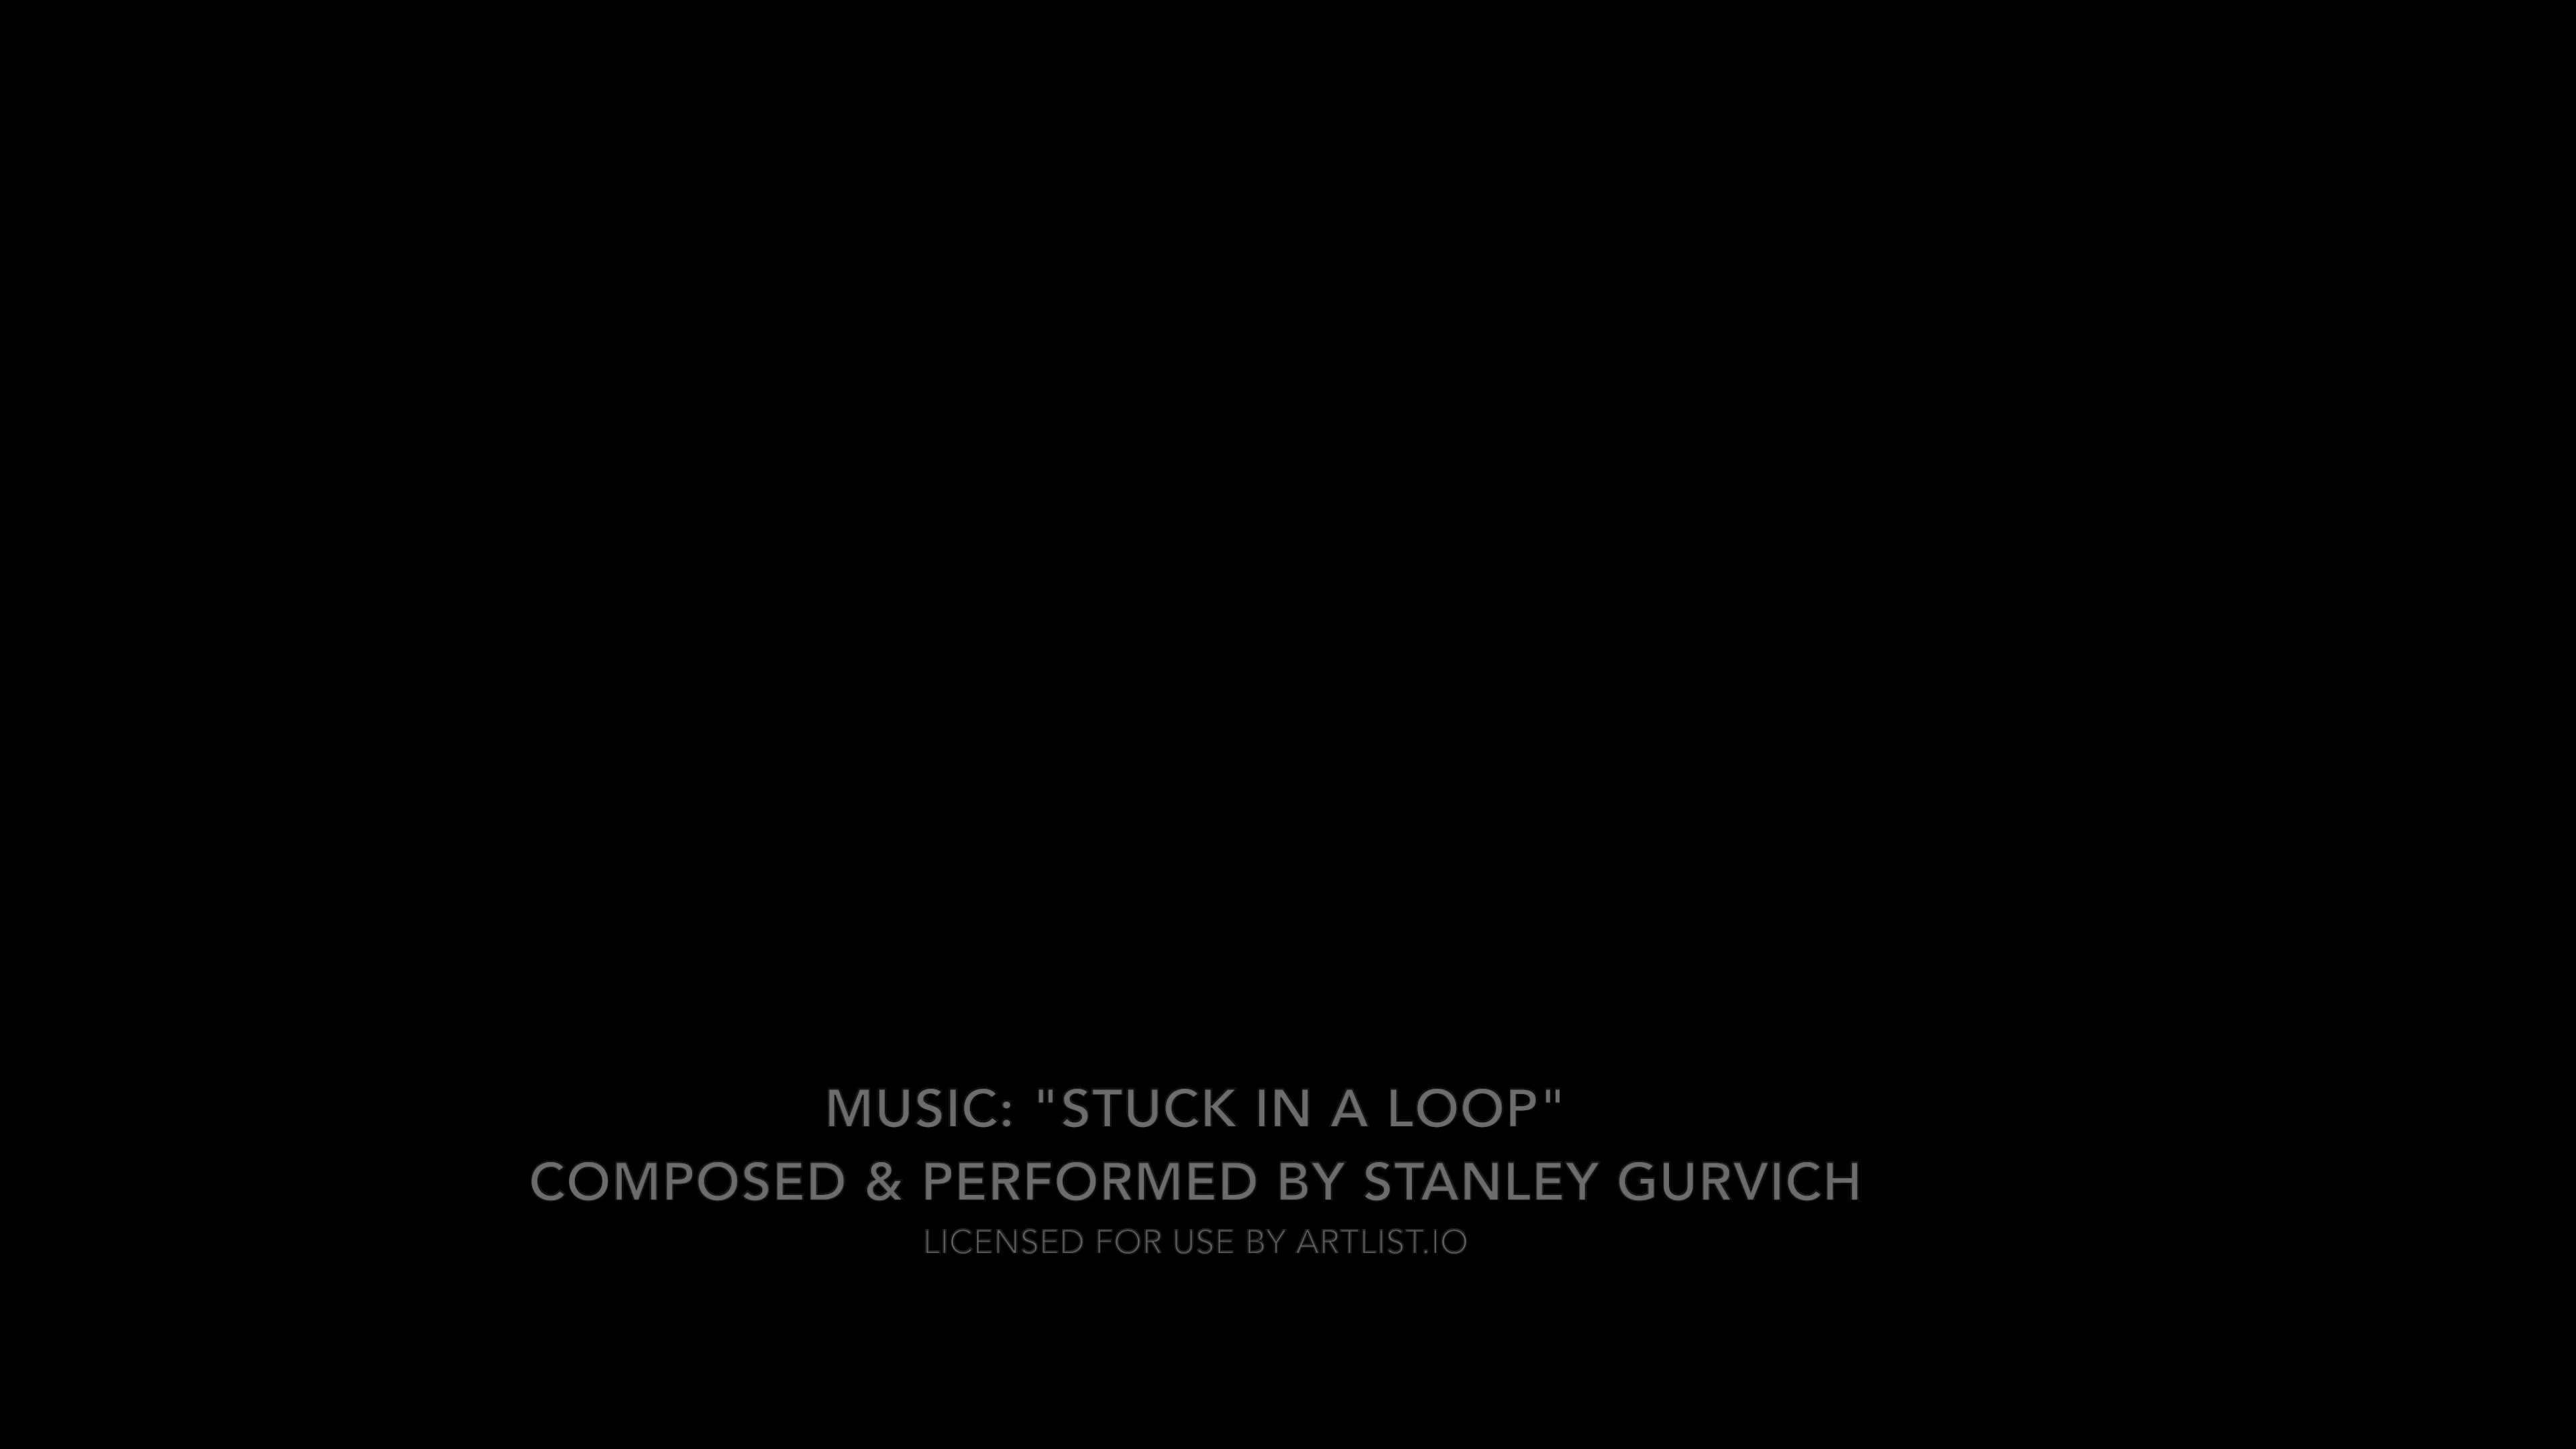 MUSIC: "STUCK IN A LOOP"
COMPOSED & PERFORMED BY STANLEY GURVICH
LICENSED FOR USE BY ARTLIST.IO